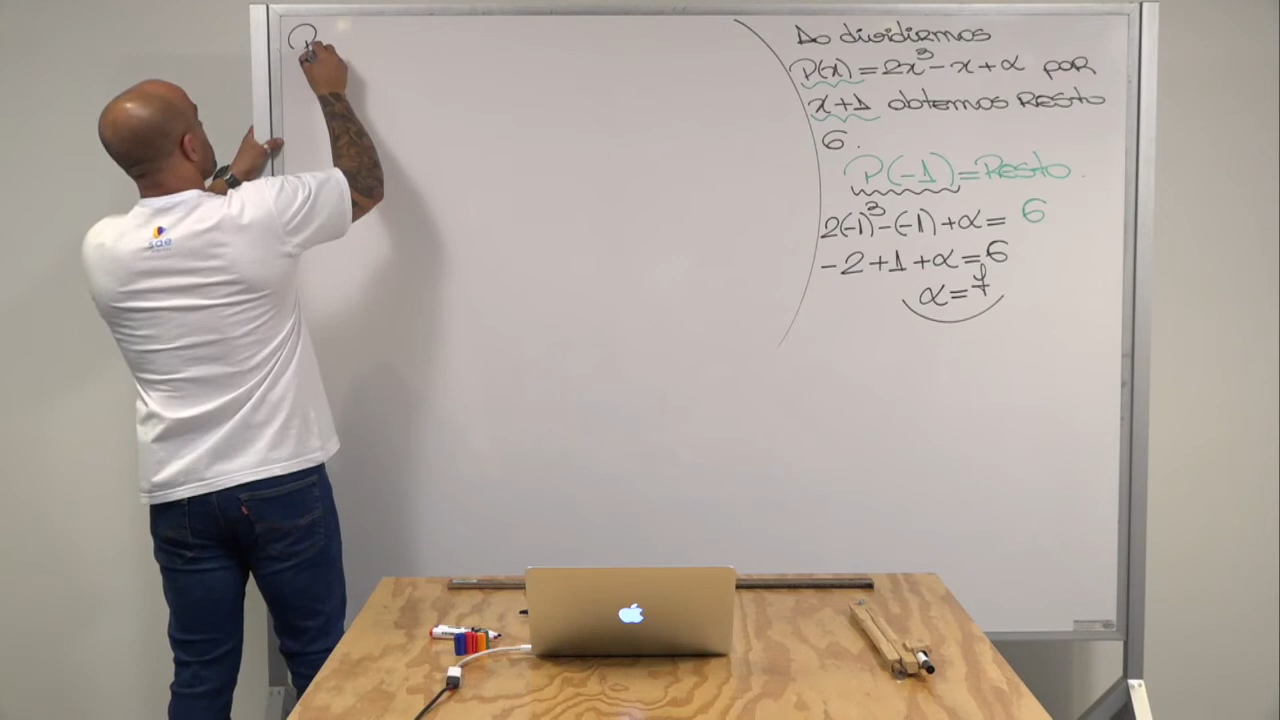 P
Ao dividirmos
P(x) = 2x³ - x + α por
x+1 obtemos resto
6.
P(-1) = Resto.
2(-1)³ - (-1) + α = 6
-2 + 1 + α = 6
α = 7
sae